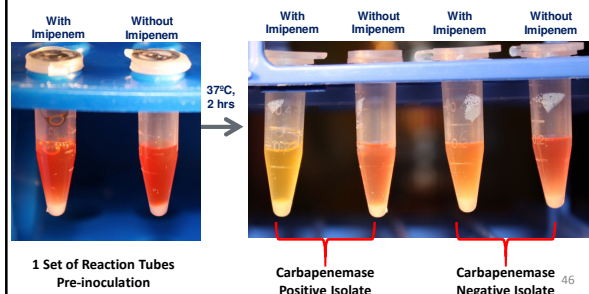 With
Imipenem
Without
Imipenem
37ºC,
2 hrs
With
Imipenem
Without
Imipenem
With
Imipenem
Without
Imipenem
1 Set of Reaction Tubes
Pre-inoculation
Carbapenemase
Positive Isolate
Carbapenemase
Negative Isolate
46